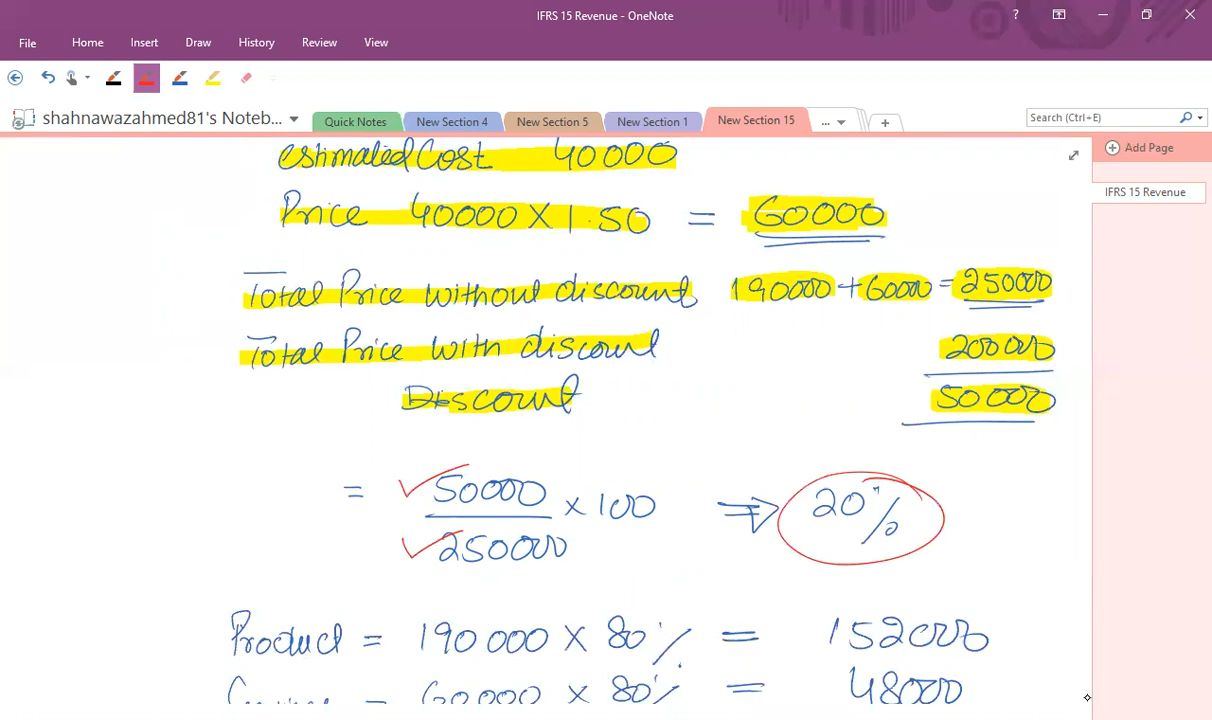 IFRS 15 Revenue - OneNote
?
File Home Insert Draw History Review View
shahnawazahmed81's Noteb... Quick Notes New Section 4 New Section 5 New Section 1 New Section 15 ... + Search (Ctrl+E)
Add Page
IFRS 15 Revenue
estimated Cost 40000
Price 40000 X 1.50 = 60000
Total Price without discount 190000 + 60000 = 250000
Total Price with discount 200000
Discount 50000
= 50000 / 250000 x 100 ⇒ 20%
Product = 190000 X 80% = 152000
= 60000 x 80% = 48000